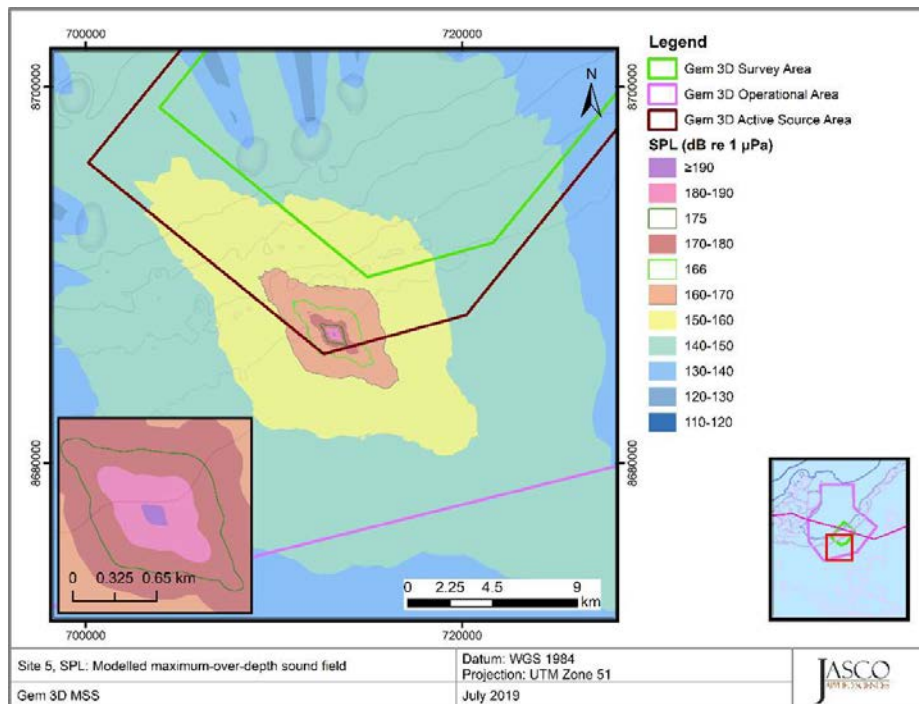 700000
720000
Legend
Gem 3D Survey Area
Gem 3D Operational Area
Gem 3D Active Source Area
SPL (dB re 1 µPa)
≥190
180-190
175
170-180
166
160-170
150-160
140-150
130-140
120-130
110-120
N
8700000
8700000
8680000
8680000
0 0.325 0.65 km
0 2.25 4.5 9
km
700000
720000
Site 5, SPL: Modelled maximum-over-depth sound field
Datum: WGS 1984
Projection: UTM Zone 51
Gem 3D MSS
July 2019
JASCO
APPLIED SCIENCES